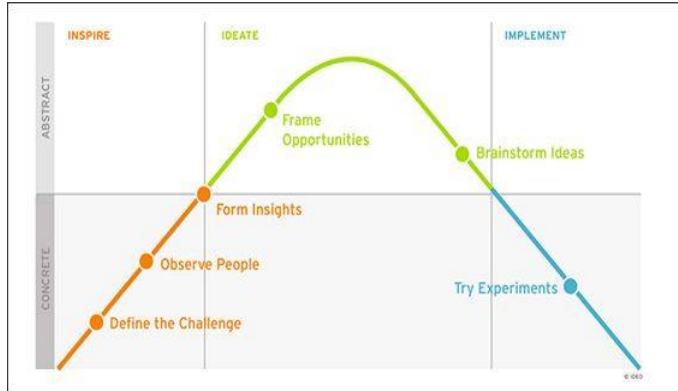 INSPIRE
IDEATE
IMPLEMENT
ABSTRACT
Frame
Opportunities
Brainstorm Ideas
Form Insights
CONCRETE
Observe People
Try Experiments
Define the Challenge
© IDEO